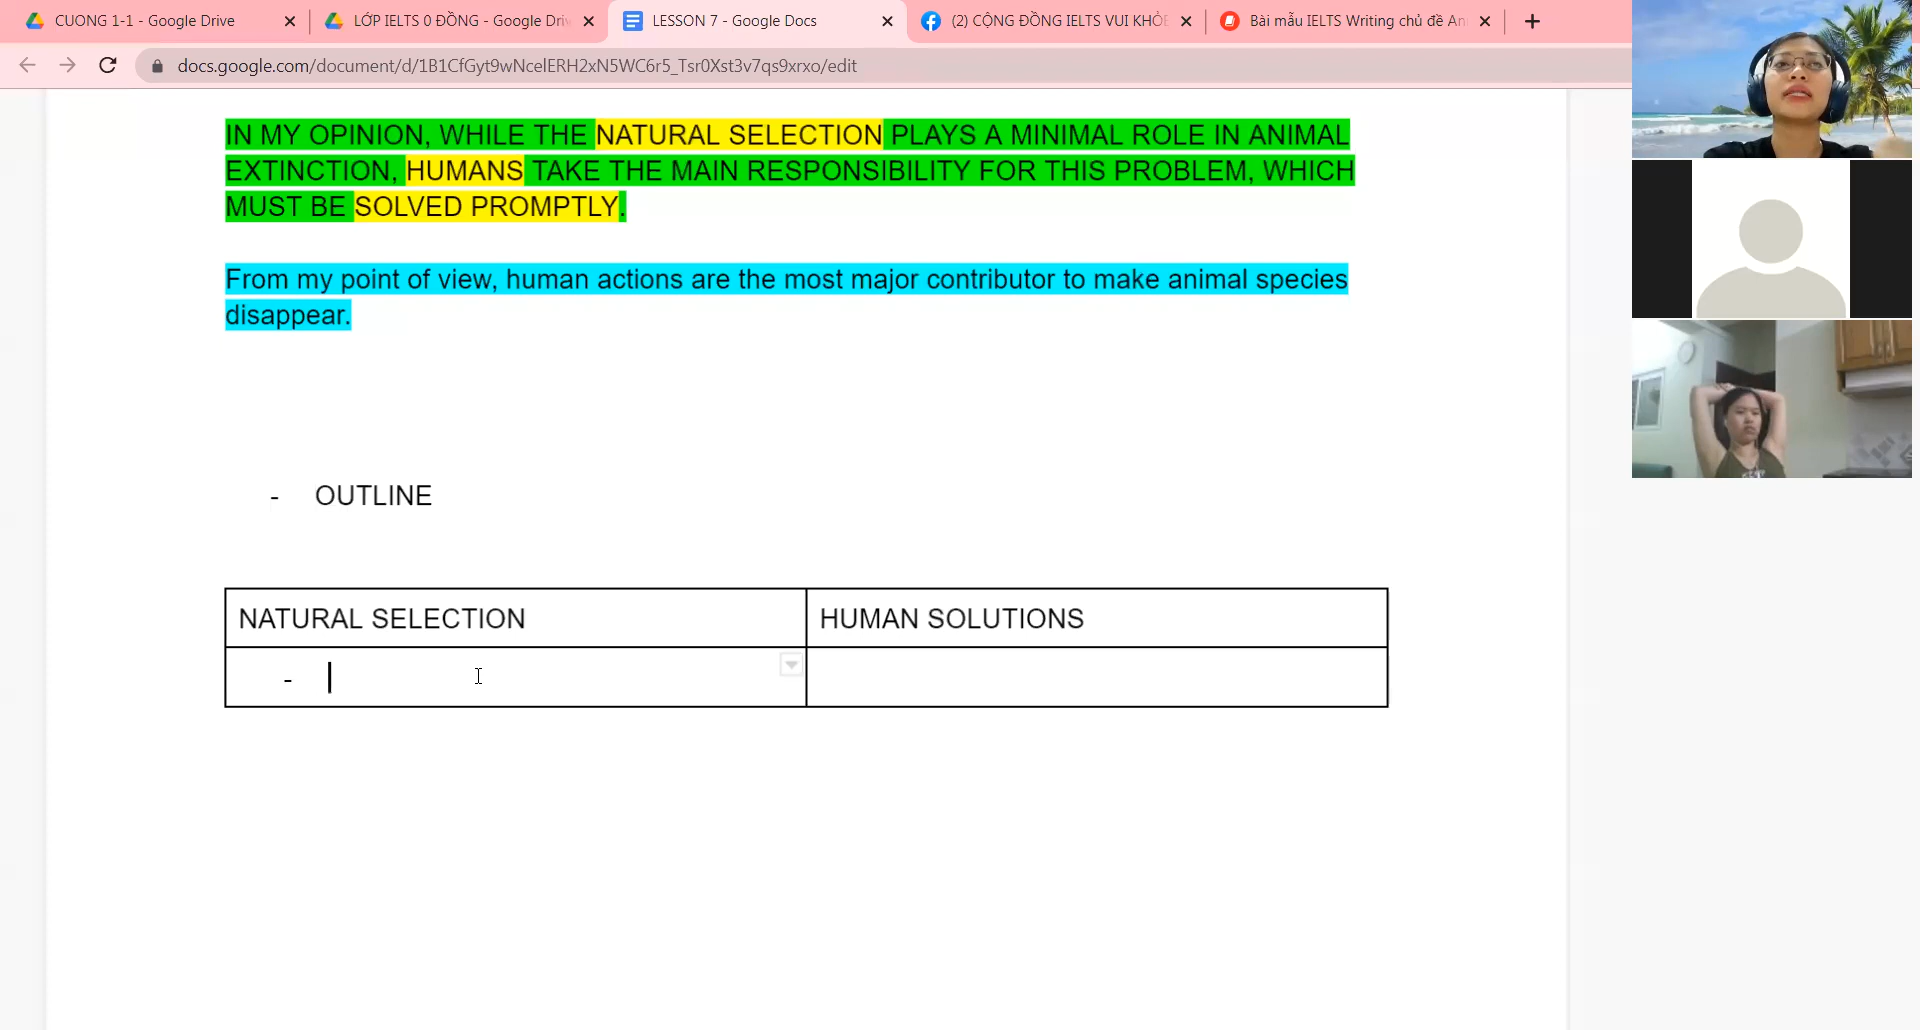 CUONG 1-1 - Google Drive
LỚP IELTS 0 ĐỒNG - Google Dri
LESSON 7 - Google Docs
(2) CỘNG ĐỒNG IELTS VUI KHỎE
Bài mẫu IELTS Writing chủ đề An
docs.google.com/document/d/1B1CfGyt9wNcelERH2xN5WC6r5_Tsr0Xst3v7qs9xrxo/edit
IN MY OPINION, WHILE THE NATURAL SELECTION PLAYS A MINIMAL ROLE IN ANIMAL
EXTINCTION, HUMANS TAKE THE MAIN RESPONSIBILITY FOR THIS PROBLEM, WHICH
MUST BE SOLVED PROMPTLY.
From my point of view, human actions are the most major contributor to make animal species
disappear.
- OUTLINE
NATURAL SELECTION
HUMAN SOLUTIONS
-